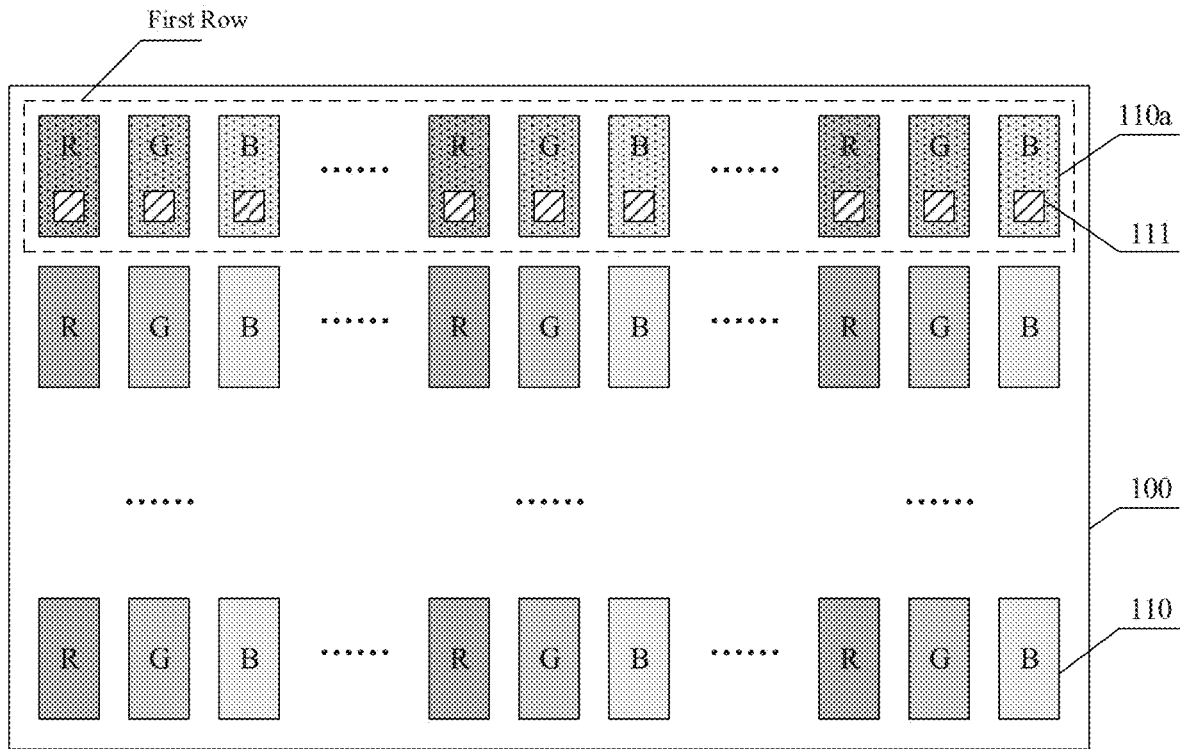 First Row
R G B ...... R G B ...... R G B
110a
111
R G B ...... R G B ...... R G B
...... ...... ......
100
R G B ...... R G B ...... R G B
110